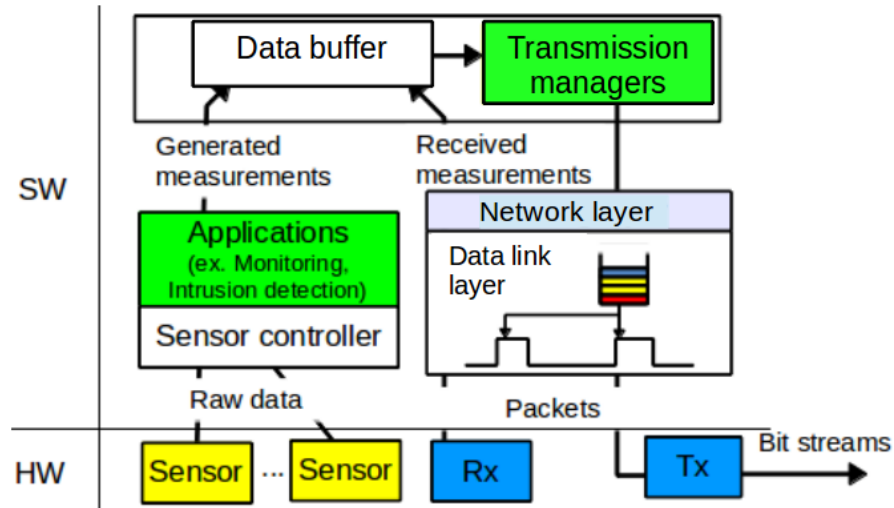 Data buffer
Transmission
managers
Generated
measurements
Received
measurements
SW
Network layer
Applications
(ex. Monitoring,
Intrusion detection)
Data link
layer
Sensor controller
Raw data
Packets
HW
Sensor
...
Sensor
Rx
Tx
Bit streams